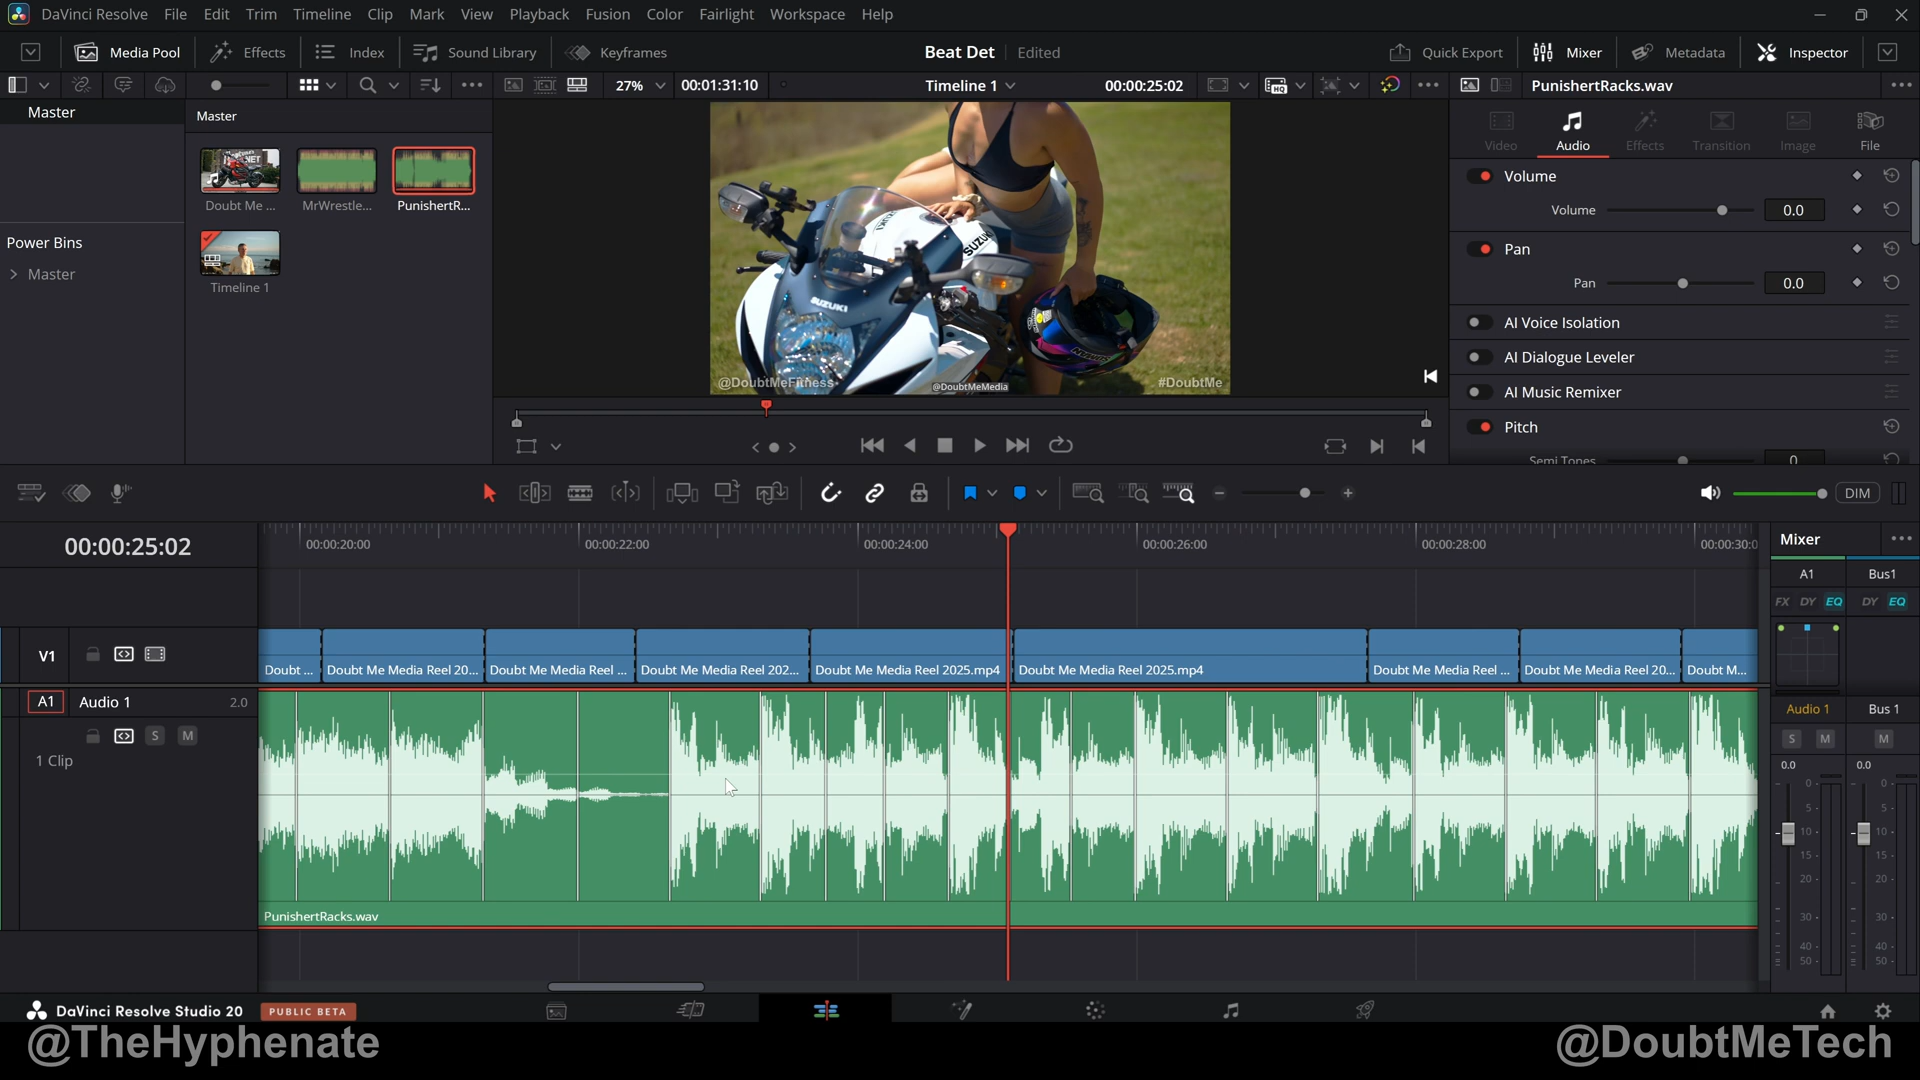 DaVinci Resolve File Edit Trim Timeline Clip Mark View Playback Fusion Color Fairlight Workspace Help
Media Pool Effects Index Sound Library Keyframes Beat Det Edited Quick Export Mixer Metadata Inspector
27% 00:01:31:10 Timeline 1 00:00:25:02 PunishertRacks.wav
Master
Master
Video Audio Effects Transition Image File
Doubt Me ... MrWrestle... PunishertR...
Power Bins
Master
Timeline 1
SUZUKI
SUZUKI
@DoubtMeFitness @DoubtMeMedia #DoubtMe
Volume
Volume 0.0
Pan
Pan 0.0
AI Voice Isolation
AI Dialogue Leveler
AI Music Remixer
Pitch
Semi Tones 0
DIM
00:00:25:02
00:00:20:00 00:00:22:00 00:00:24:00 00:00:26:00 00:00:28:00 00:00:30:0
Mixer
A1 Bus1
FX DY EQ DY EQ
V1
Doubt ... Doubt Me Media Reel 20... Doubt Me Media Reel ... Doubt Me Media Reel 202... Doubt Me Media Reel 2025.mp4 Doubt Me Media Reel 2025.mp4 Doubt Me Media Reel ... Doubt Me Media Reel 20... Doubt M...
A1 Audio 1 2.0
S M
1 Clip
PunishertRacks.wav
Audio 1 Bus 1
S M M
0.0 0.0
0 0
5 5
10 10
15 15
20 20
30 30
40 40
50 50
DaVinci Resolve Studio 20 PUBLIC BETA
@TheHyphenate @DoubtMeTech